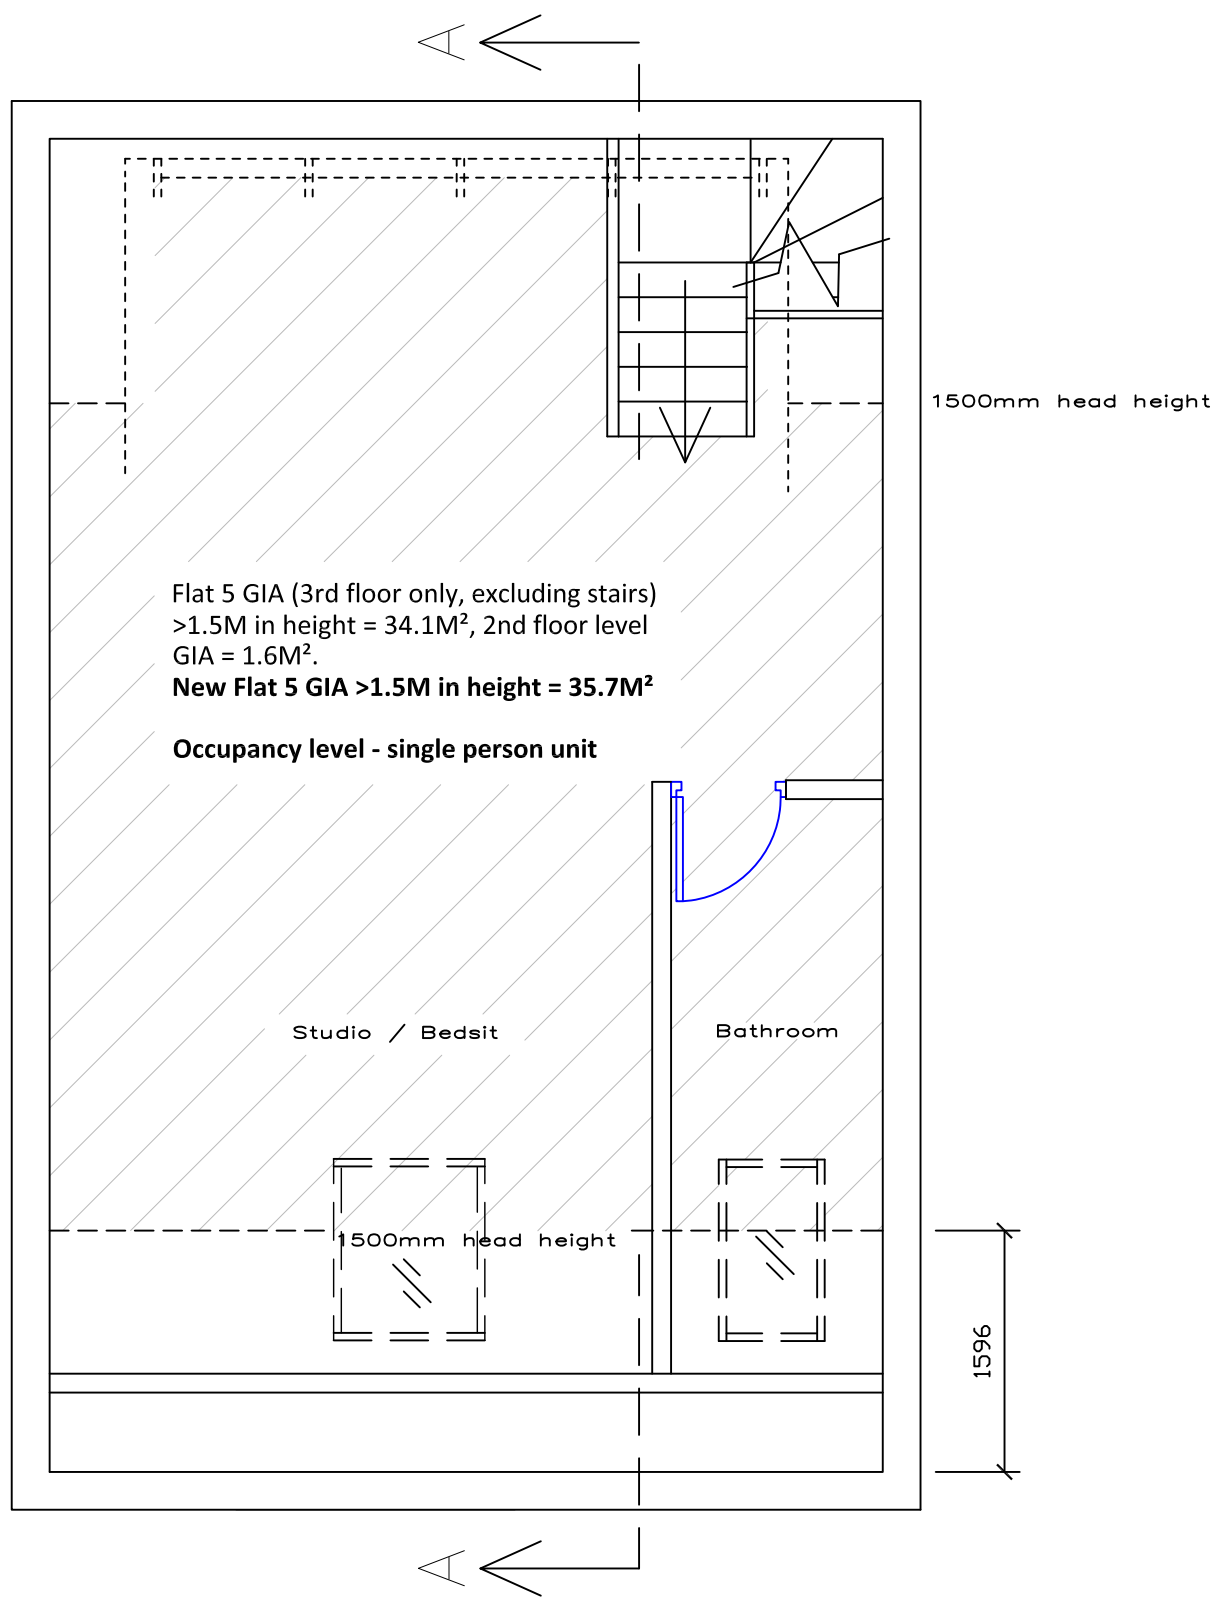 A
1500mm head height
Flat 5 GIA (3rd floor only, excluding stairs)
>1.5M in height = 34.1M², 2nd floor level
GIA = 1.6M².
New Flat 5 GIA >1.5M in height = 35.7M²
Occupancy level - single person unit
Studio / Bedsit
Bathroom
1500mm head height
1596
A